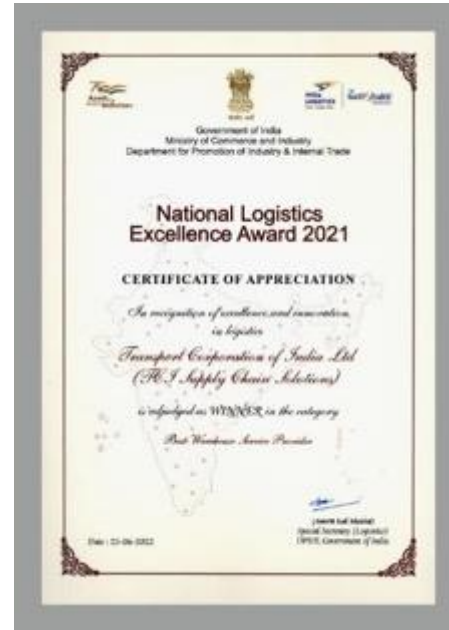 Government of India
Ministry of Commerce and Industry
Department for Promotion of Industry & Internal Trade
National Logistics
Excellence Award 2021
CERTIFICATE OF APPRECIATION
In recognition of excellence and innovation
in logistics
Transport Corporation of India Ltd
(TCI Supply Chain Solutions)
is adjudged as WINNER in the category
Best Warehouse Service Provider
Special Secretary (Logistics)
DPIIT, Government of India